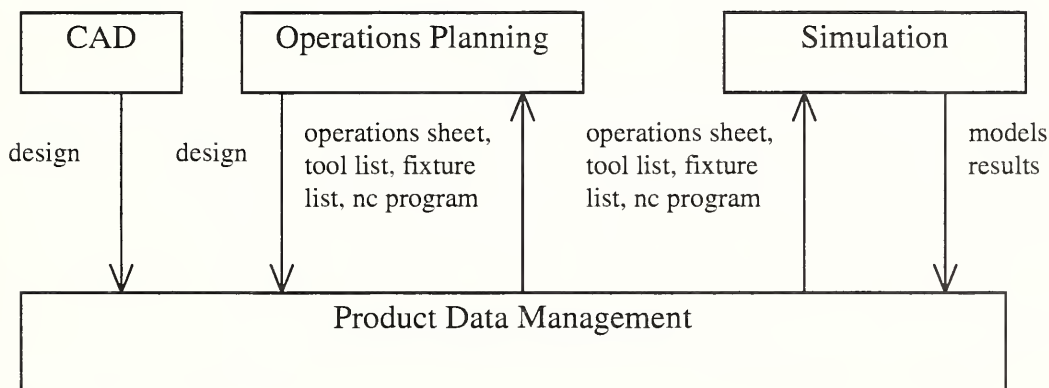 CAD
Operations Planning
Simulation
design
design
operations sheet,
tool list, fixture
list, nc program
operations sheet,
tool list, fixture
list, nc program
models
results
Product Data Management